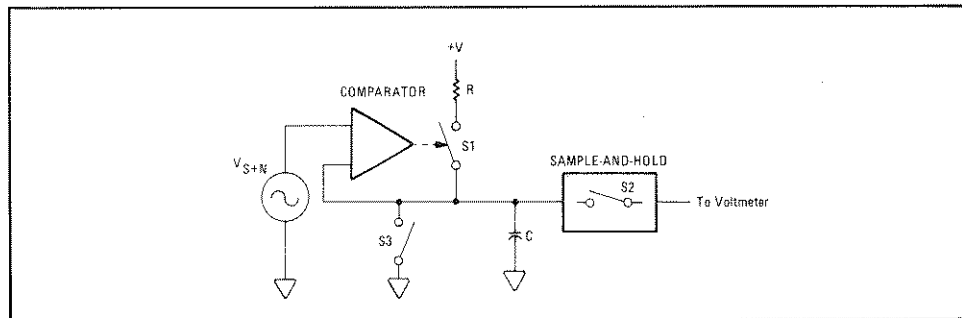 +V
R
COMPARATOR
S1
V S+N
SAMPLE-AND-HOLD
S2
To Voltmeter
S3
C